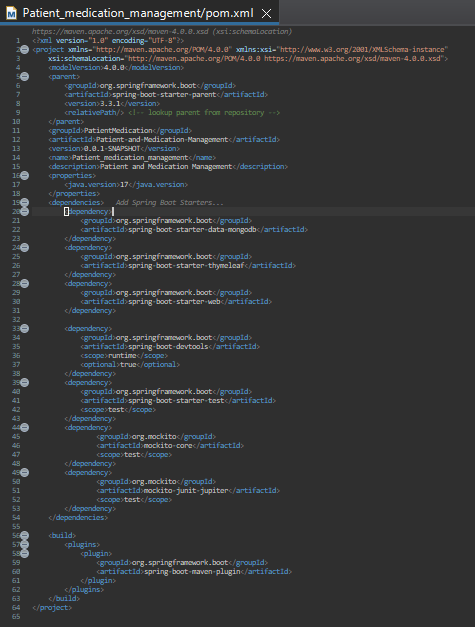 Patient_medication_management/pom.xml
https://maven.apache.org/xsd/maven-4.0.0.xsd (xsi:schemaLocation)
1 <?xml version="1.0" encoding="UTF-8"?>
2 <project xmlns="http://maven.apache.org/POM/4.0.0" xmlns:xsi="http://www.w3.org/2001/XMLSchema-instance"
3 xsi:schemaLocation="http://maven.apache.org/POM/4.0.0 https://maven.apache.org/xsd/maven-4.0.0.xsd">
4 <modelVersion>4.0.0</modelVersion>
5 <parent>
6 <groupId>org.springframework.boot</groupId>
7 <artifactId>spring-boot-starter-parent</artifactId>
8 <version>3.3.1</version>
9 <relativePath/> <!-- lookup parent from repository -->
10 </parent>
11 <groupId>PatientMedication</groupId>
12 <artifactId>Patient-and-Medication-Management</artifactId>
13 <version>0.0.1-SNAPSHOT</version>
14 <name>Patient_medication_management</name>
15 <description>Patient and Medication Management</description>
16 <properties>
17 <java.version>17</java.version>
18 </properties>
19 <dependencies> Add Spring Boot Starters...
20 <dependency>
21 <groupId>org.springframework.boot</groupId>
22 <artifactId>spring-boot-starter-data-mongodb</artifactId>
23 </dependency>
24 <dependency>
25 <groupId>org.springframework.boot</groupId>
26 <artifactId>spring-boot-starter-thymeleaf</artifactId>
27 </dependency>
28 <dependency>
29 <groupId>org.springframework.boot</groupId>
30 <artifactId>spring-boot-starter-web</artifactId>
31 </dependency>
32
33 <dependency>
34 <groupId>org.springframework.boot</groupId>
35 <artifactId>spring-boot-devtools</artifactId>
36 <scope>runtime</scope>
37 <optional>true</optional>
38 </dependency>
39 <dependency>
40 <groupId>org.springframework.boot</groupId>
41 <artifactId>spring-boot-starter-test</artifactId>
42 <scope>test</scope>
43 </dependency>
44 <dependency>
45 <groupId>org.mockito</groupId>
46 <artifactId>mockito-core</artifactId>
47 <scope>test</scope>
48 </dependency>
49 <dependency>
50 <groupId>org.mockito</groupId>
51 <artifactId>mockito-junit-jupiter</artifactId>
52 <scope>test</scope>
53 </dependency>
54 </dependencies>
55
56 <build>
57 <plugins>
58 <plugin>
59 <groupId>org.springframework.boot</groupId>
60 <artifactId>spring-boot-maven-plugin</artifactId>
61 </plugin>
62 </plugins>
63 </build>
64 </project>
65